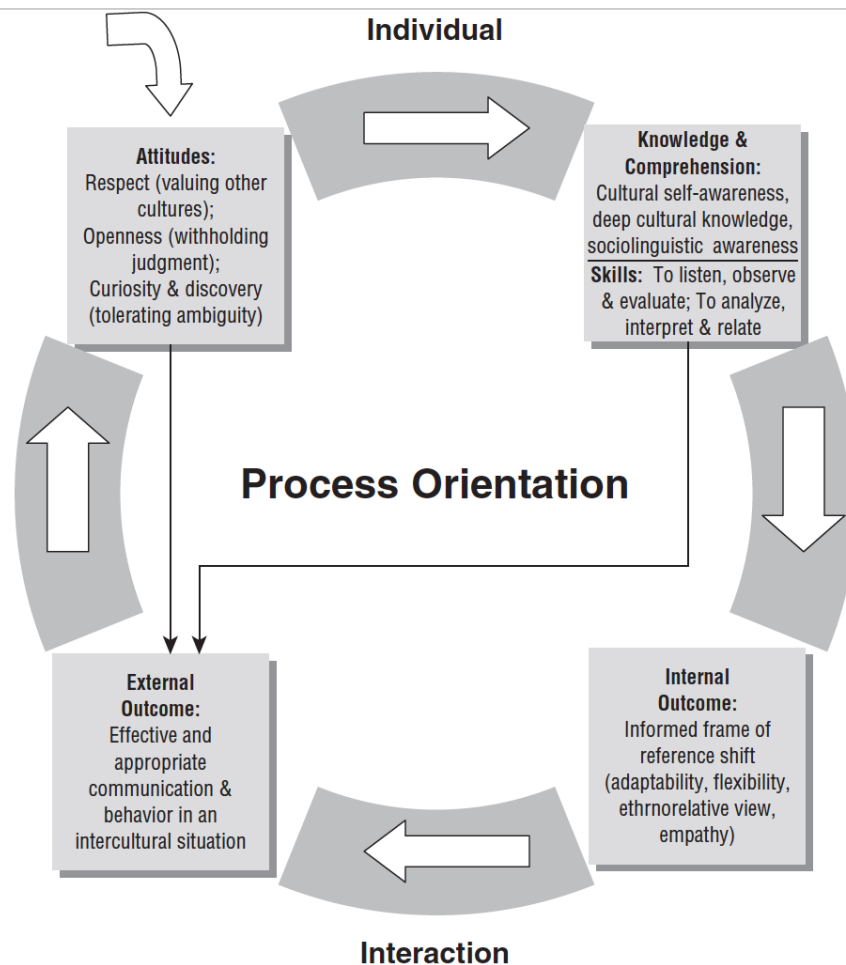 Individual
Attitudes:
Respect (valuing other
cultures);
Openness (withholding
judgment);
Curiosity & discovery
(tolerating ambiguity)
Knowledge &
Comprehension:
Cultural self-awareness,
deep cultural knowledge,
sociolinguistic awareness
Skills: To listen, observe
& evaluate; To analyze,
interpret & relate
Process Orientation
External
Outcome:
Effective and
appropriate
communication &
behavior in an
intercultural situation
Internal
Outcome:
Informed frame of
reference shift
(adaptability, flexibility,
ethrnorelative view,
empathy)
Interaction